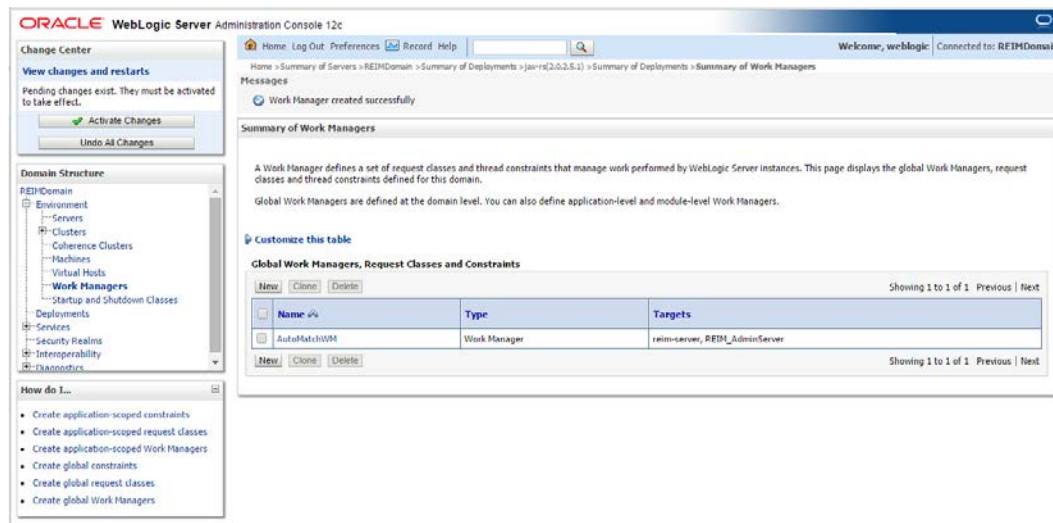 ORACLE WebLogic Server Administration Console 12c
Change Center
View changes and restarts
Pending changes exist. They must be activated
to take effect.
Activate Changes
Undo All Changes
Domain Structure
REIMDomain
Environment
Servers
Clusters
Coherence Clusters
Machines
Virtual Hosts
Work Managers
Startup and Shutdown Classes
Deployments
Services
Security Realms
Interoperability
Diagnostics
How do I...
Create application-scoped constraints
Create application-scoped request classes
Create application-scoped Work Managers
Create global constraints
Create global request classes
Create global Work Managers
Home Log Out Preferences Record Help
Welcome, weblogic Connected to: REIMDomai
Home >Summary of Servers >REIMDomain >Summary of Deployments >jax-rs(2.0,2.5.1) >Summary of Deployments >Summary of Work Managers
Messages
Work Manager created successfully
Summary of Work Managers
A Work Manager defines a set of request classes and thread constraints that manage work performed by WebLogic Server instances. This page displays the global Work Managers, request
classes and thread constraints defined for this domain.
Global Work Managers are defined at the domain level. You can also define application-level and module-level Work Managers.
Customize this table
Global Work Managers, Request Classes and Constraints
New Clone Delete Showing 1 to 1 of 1 Previous | Next
Name Type Targets
AutoMatchWM Work Manager reim-server, REIM_AdminServer
New Clone Delete Showing 1 to 1 of 1 Previous | Next